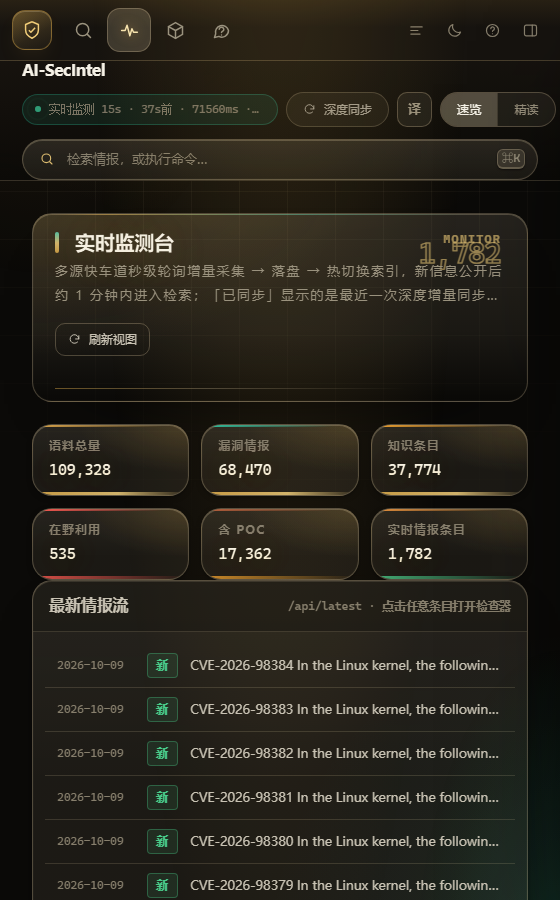 AI-SecIntel
实时监测 15s · 37s前 · 71560ms ·…
深度同步
译
速览
精读
检索情报，或执行命令…
⌘K
实时监测台
MONITOR
1,782
多源快车道秒级轮询增量采集 → 落盘 → 热切换索引，新信息公开后
约 1 分钟内进入检索；「已同步」显示的是最近一次深度增量同步…
刷新视图
语料总量
109,328
漏洞情报
68,470
知识条目
37,774
在野利用
535
含 POC
17,362
实时情报条目
1,782
最新情报流
/api/latest · 点击任意条目打开检查器
2026-10-09 新 CVE-2026-98384 In the Linux kernel, the followin…
2026-10-09 新 CVE-2026-98383 In the Linux kernel, the followin…
2026-10-09 新 CVE-2026-98382 In the Linux kernel, the followin…
2026-10-09 新 CVE-2026-98381 In the Linux kernel, the followin…
2026-10-09 新 CVE-2026-98380 In the Linux kernel, the followin…
2026-10-09 新 CVE-2026-98379 In the Linux kernel, the followin…